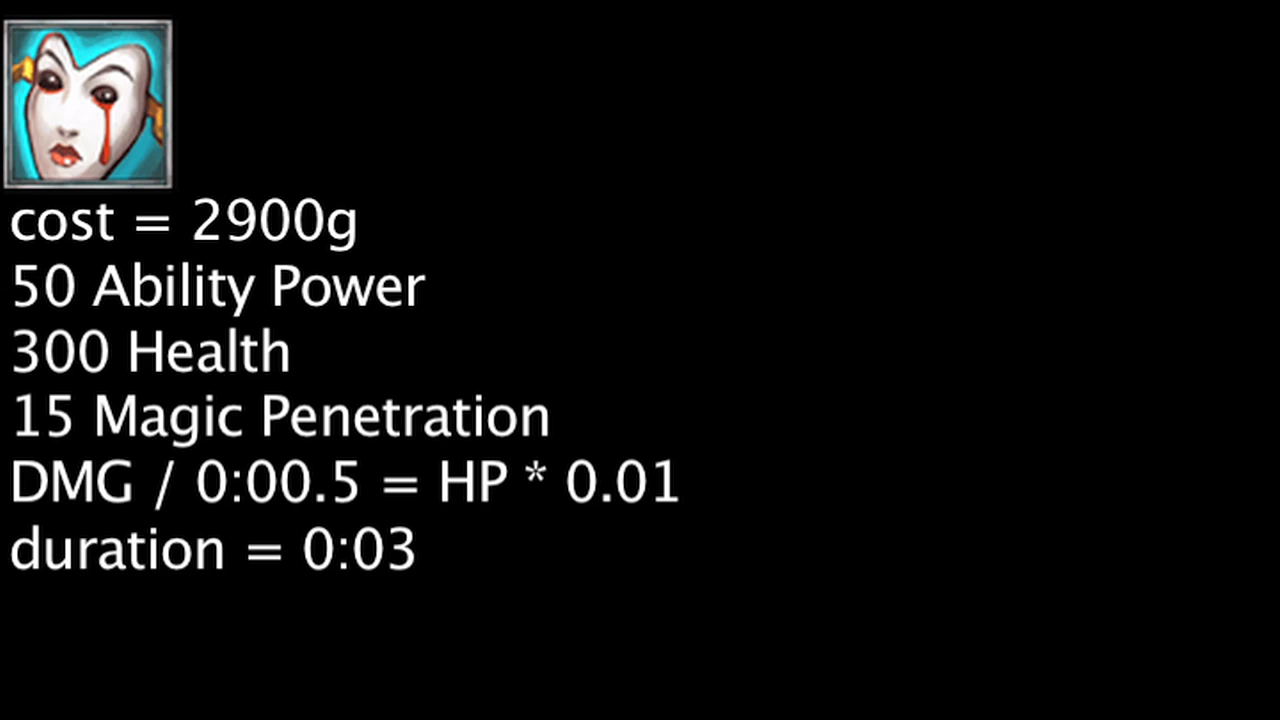 cost = 2900g
50 Ability Power
300 Health
15 Magic Penetration
DMG / 0:00.5 = HP * 0.01
duration = 0:03